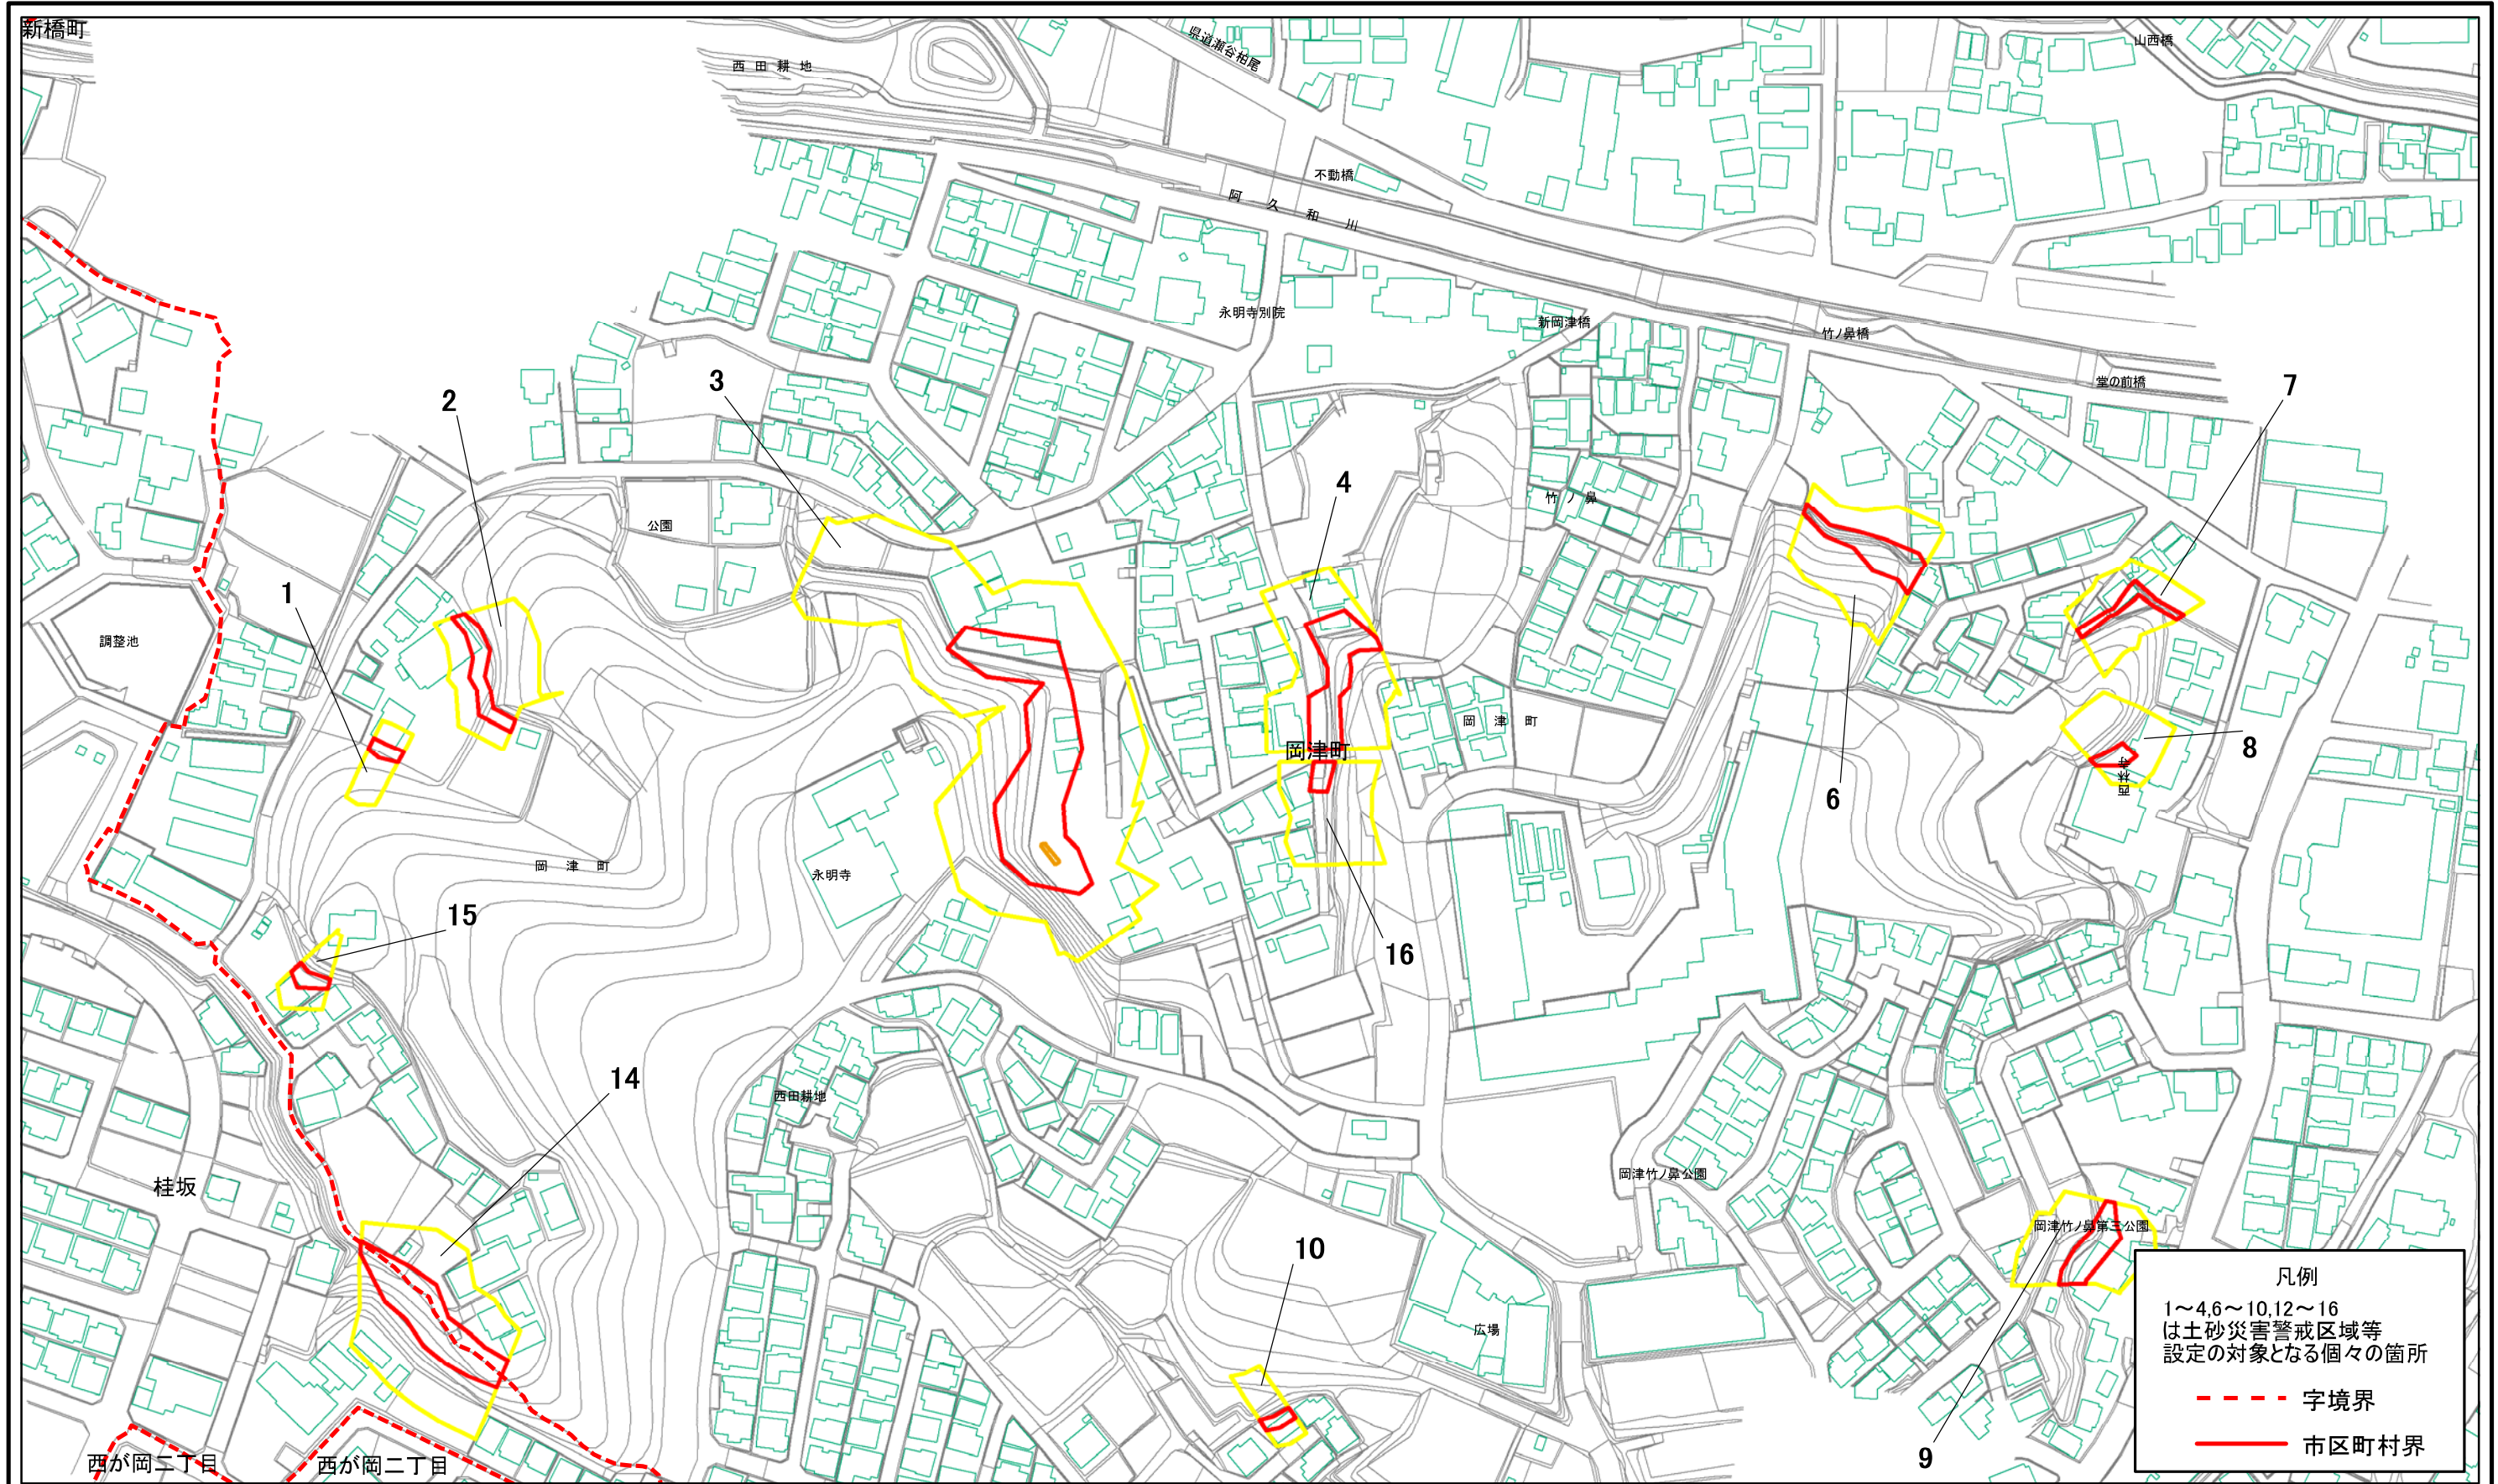 新橋町
西田耕地
県道瀬谷柏尾
山西橋
不動橋
阿久和川
永明寺別院
新岡津橋
竹ノ鼻橋
堂の前橋
2
3
4
7
竹ノ鼻
公園
1
調整池
岡津町
岡津町
6
8
西林寺
岡津町
永明寺
15
16
14
西田耕地
桂坂
岡津竹ノ鼻公園
岡津竹ノ鼻第三公園
10
広場
9
西が岡二丁目
西が岡二丁目
凡例
1～4,6～10,12～16
は土砂災害警戒区域等
設定の対象となる個々の箇所
字境界
市区町村界